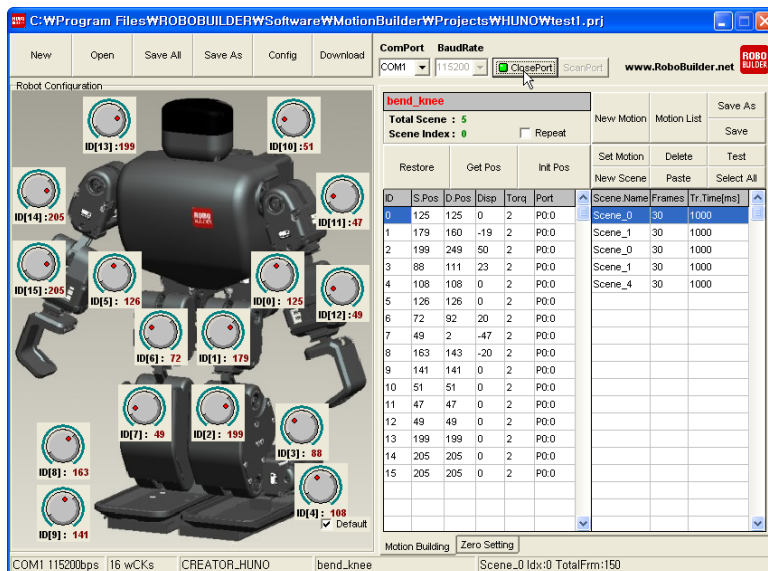 C:₩Program Files₩ROBOBUILDER₩Software₩MotionBuilder₩Projects₩HUNO₩test1.prj
New Open Save All Save As Config Download
ComPort BaudRate
COM1 115200 ClosePort ScanPort www.RoboBuilder.net ROBO BUILDER
Robot Configuration
ID[13]:199
ID[10]:51
ID[14]:205
ID[11]:47
ROBO BUILDER
ID[15]:205
ID[5]: 126
ID[0]: 125
ID[12]:49
ID[6]: 72
ID[1]: 179
ID[7]: 49
ID[2]: 199
ID[3]: 88
ID[8]: 163
ID[4]: 108
Default
ID[9]: 141
bend_knee
Total Scene : 5
Scene Index : 0 Repeat
New Motion Motion List Save As
Save
Restore Get Pos Init Pos
Set Motion Delete Test
New Scene Paste Select All
ID S.Pos D.Pos Disp Torq Port
0 125 125 0 2 P0:0
1 179 160 -19 2 P0:0
2 199 249 50 2 P0:0
3 88 111 23 2 P0:0
4 108 108 0 2 P0:0
5 126 126 0 2 P0:0
6 72 92 20 2 P0:0
7 49 2 -47 2 P0:0
8 163 143 -20 2 P0:0
9 141 141 0 2 P0:0
10 51 51 0 2 P0:0
11 47 47 0 2 P0:0
12 49 49 0 2 P0:0
13 199 199 0 2 P0:0
14 205 205 0 2 P0:0
15 205 205 0 2 P0:0
Scene.Name Frames Tr.Time[ms]
Scene_0 30 1000
Scene_1 30 1000
Scene_0 30 1000
Scene_1 30 1000
Scene_4 30 1000
Motion Building Zero Setting
COM1 115200bps 16 wCKs CREATOR_HUNO bend_knee Scene_0 Idx:0 TotalFrm:150